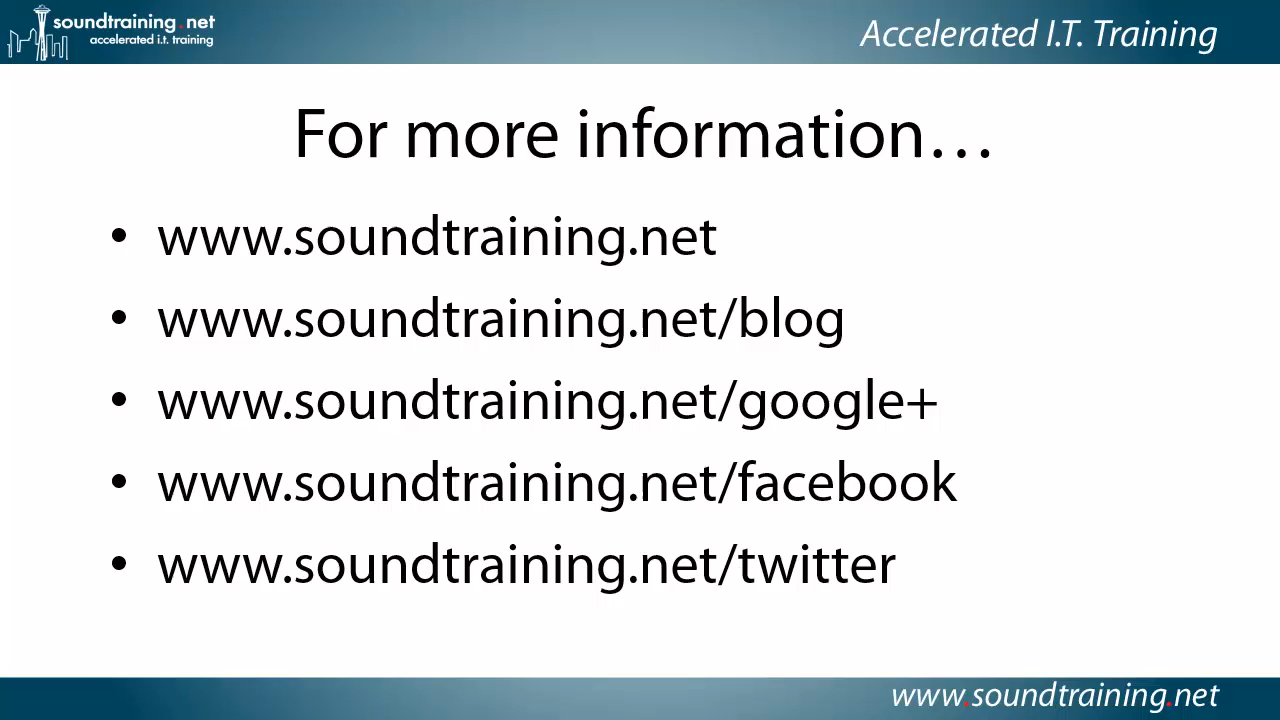 soundtraining.net
accelerated i.t. training
Accelerated I.T. Training
For more information…
• www.soundtraining.net
• www.soundtraining.net/blog
• www.soundtraining.net/google+
• www.soundtraining.net/facebook
• www.soundtraining.net/twitter
www.soundtraining.net